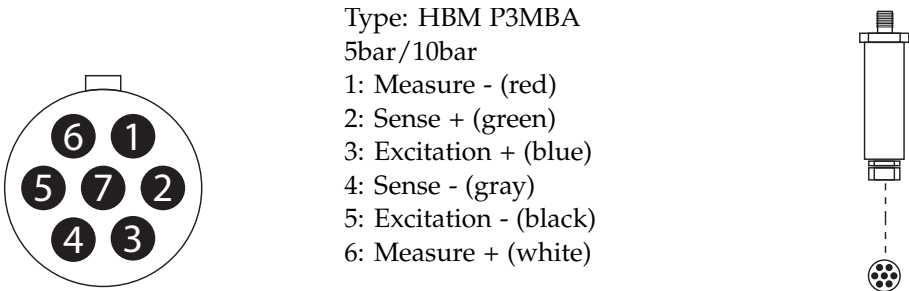 6 1
5 7 2
4 3
Type: HBM P3MBA
5bar/10bar
1: Measure - (red)
2: Sense + (green)
3: Excitation + (blue)
4: Sense - (gray)
5: Excitation - (black)
6: Measure + (white)